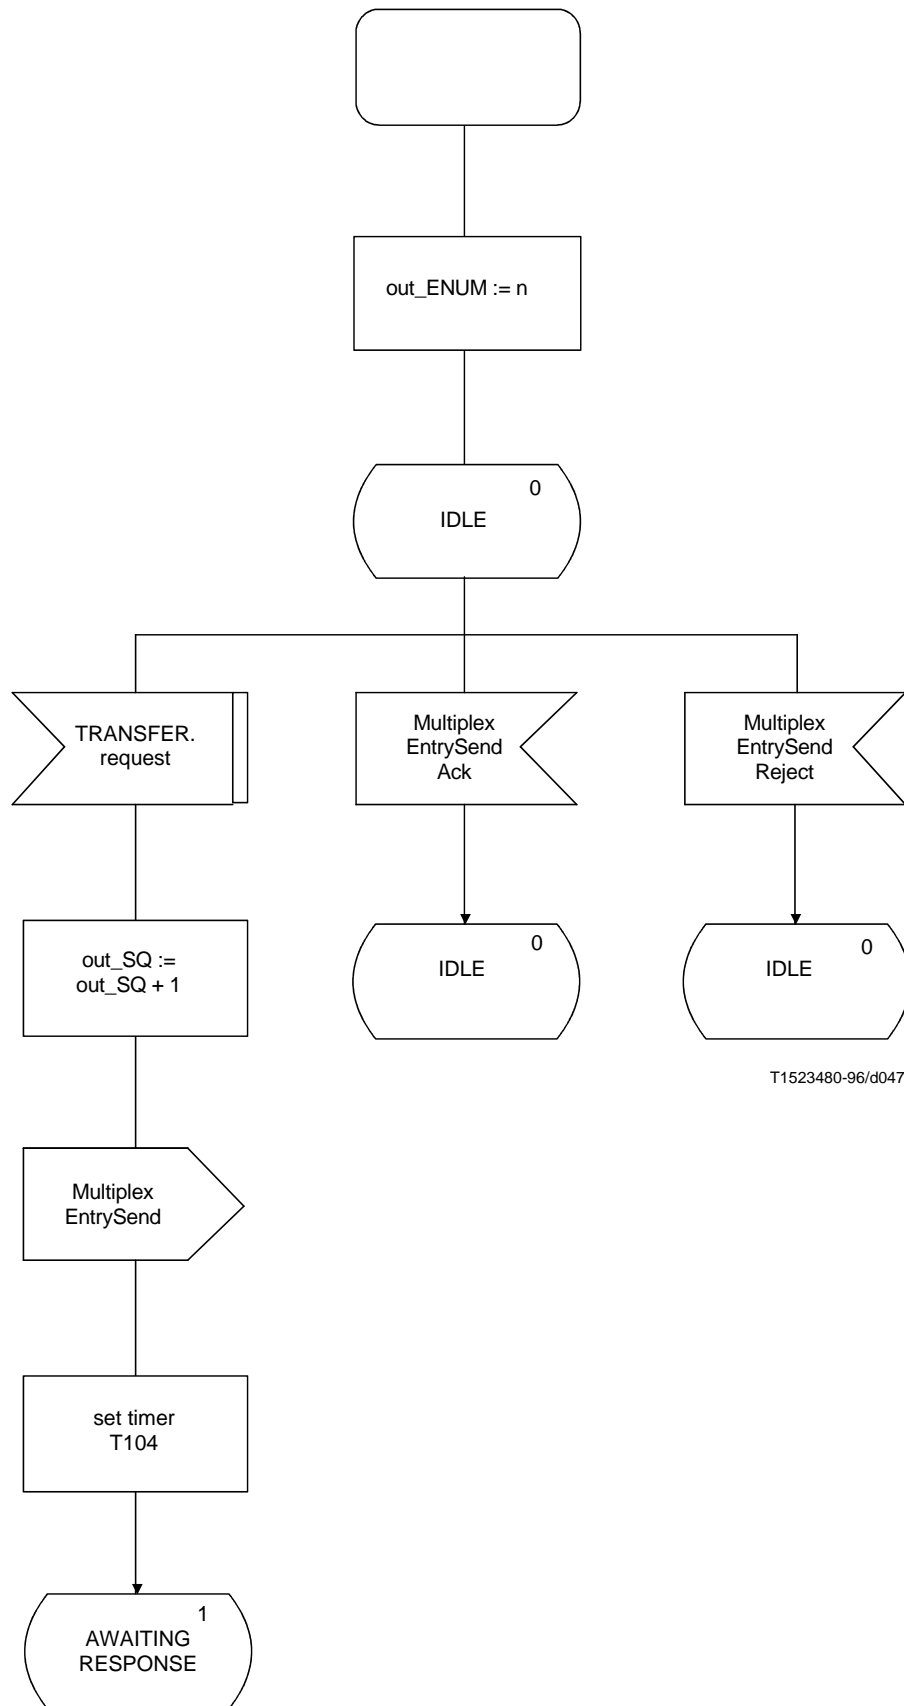 out_ENUM := n
0
IDLE
TRANSFER.
request
Multiplex
EntrySend
Ack
Multiplex
EntrySend
Reject
out_SQ :=
out_SQ + 1
0
IDLE
0
IDLE
T1523480-96/d047
Multiplex
EntrySend
set timer
T104
1
AWAITING
RESPONSE